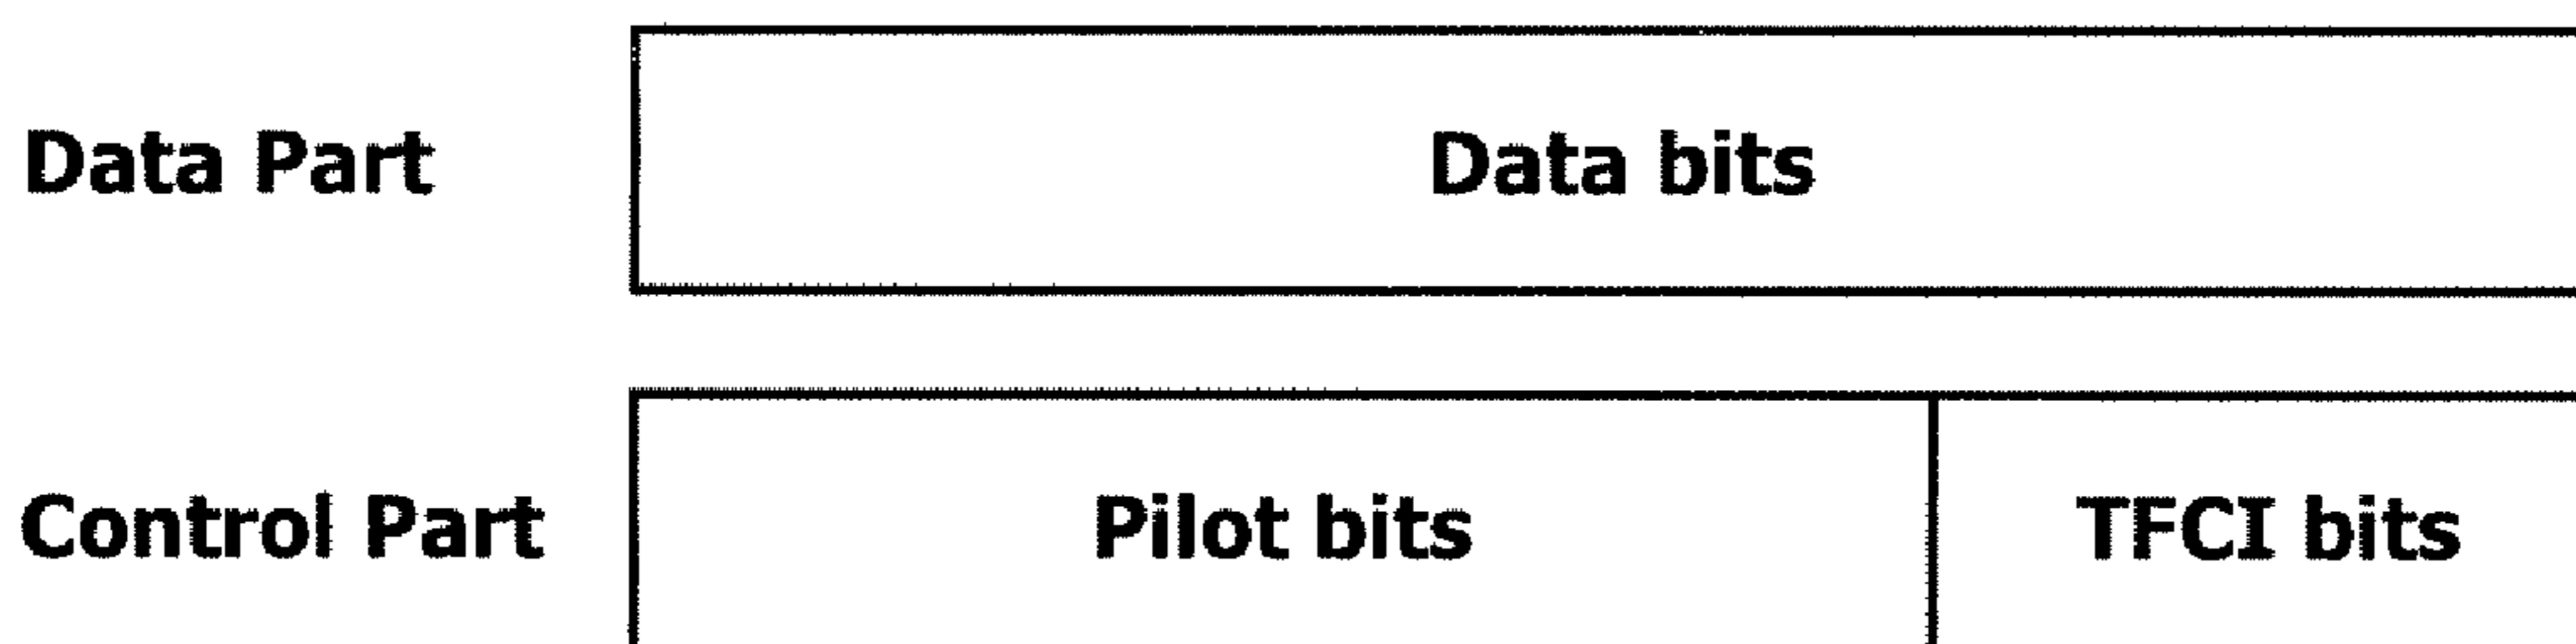 Data Part Data bits
Control Part Pilot bits TFCI bits